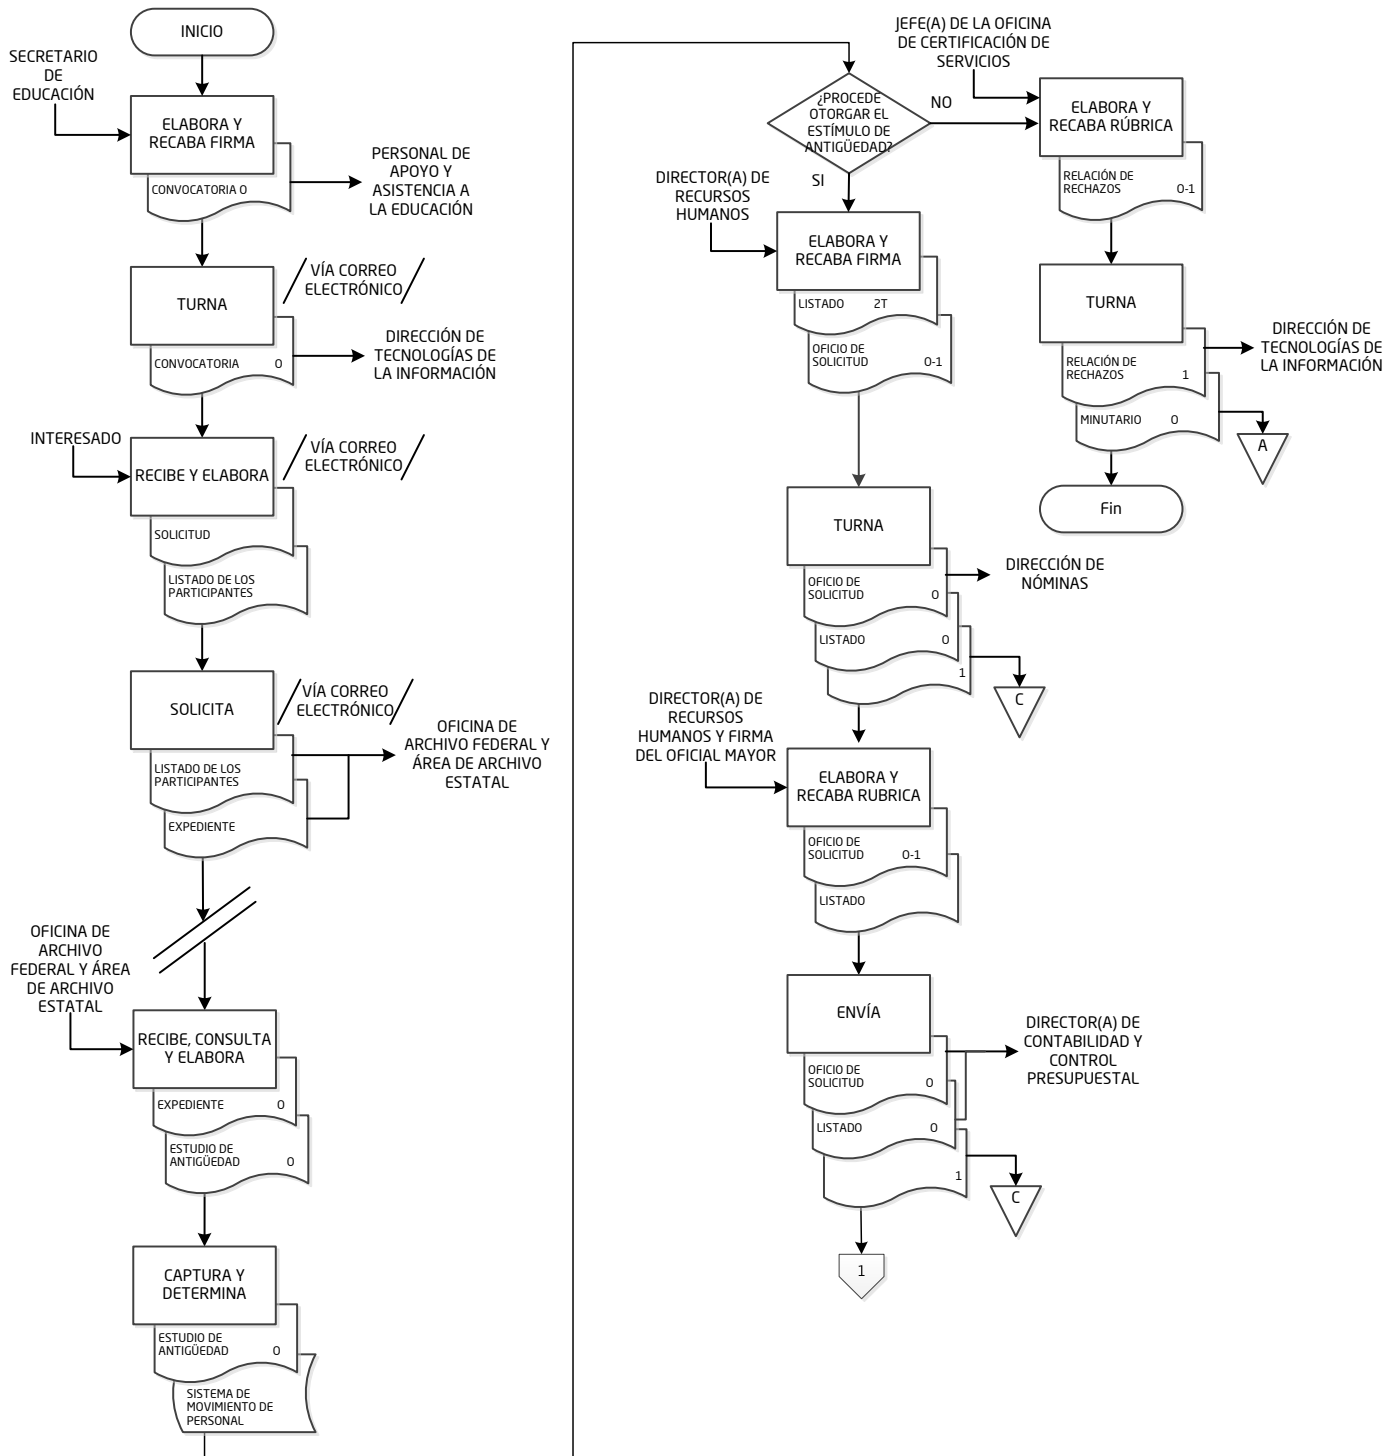 INICIO
SECRETARIO
DE
EDUCACIÓN
ELABORA Y
RECABA FIRMA
CONVOCATORIA 0
PERSONAL DE
APOYO Y
ASISTENCIA A
LA EDUCACIÓN
TURNA
VÍA CORREO
ELECTRÓNICO
CONVOCATORIA 0
DIRECCIÓN DE
TECNOLOGÍAS DE
LA INFORMACIÓN
INTERESADO
RECIBE Y ELABORA
VÍA CORREO
ELECTRÓNICO
SOLICITUD
LISTADO DE LOS
PARTICIPANTES
SOLICITA
VÍA CORREO
ELECTRÓNICO
LISTADO DE LOS
PARTICIPANTES
EXPEDIENTE
OFICINA DE
ARCHIVO FEDERAL Y
ÁREA DE ARCHIVO
ESTATAL
OFICINA DE
ARCHIVO
FEDERAL Y ÁREA
DE ARCHIVO
ESTATAL
RECIBE, CONSULTA
Y ELABORA
EXPEDIENTE 0
ESTUDIO DE
ANTIGÜEDAD 0
CAPTURA Y
DETERMINA
ESTUDIO DE
ANTIGÜEDAD 0
SISTEMA DE
MOVIMIENTO DE
PERSONAL
¿PROCEDE
OTORGAR EL
ESTÍMULO DE
ANTIGÜEDAD?
NO
SI
JEFE(A) DE LA OFICINA
DE CERTIFICACIÓN DE
SERVICIOS
ELABORA Y
RECABA RÚBRICA
RELACIÓN DE
RECHAZOS 0-1
TURNA
RELACIÓN DE
RECHAZOS 1
MINUTARIO 0
DIRECCIÓN DE
TECNOLOGÍAS DE
LA INFORMACIÓN
A
Fin
DIRECTOR(A) DE
RECURSOS
HUMANOS
ELABORA Y
RECABA FIRMA
LISTADO 2T
OFICIO DE
SOLICITUD 0-1
TURNA
OFICIO DE
SOLICITUD 0
LISTADO 0
1
DIRECCIÓN DE
NÓMINAS
C
DIRECTOR(A) DE
RECURSOS
HUMANOS Y FIRMA
DEL OFICIAL MAYOR
ELABORA Y
RECABA RUBRICA
OFICIO DE
SOLICITUD 0-1
LISTADO
ENVÍA
OFICIO DE
SOLICITUD 0
LISTADO 0
1
DIRECTOR(A) DE
CONTABILIDAD Y
CONTROL
PRESUPUESTAL
C
1